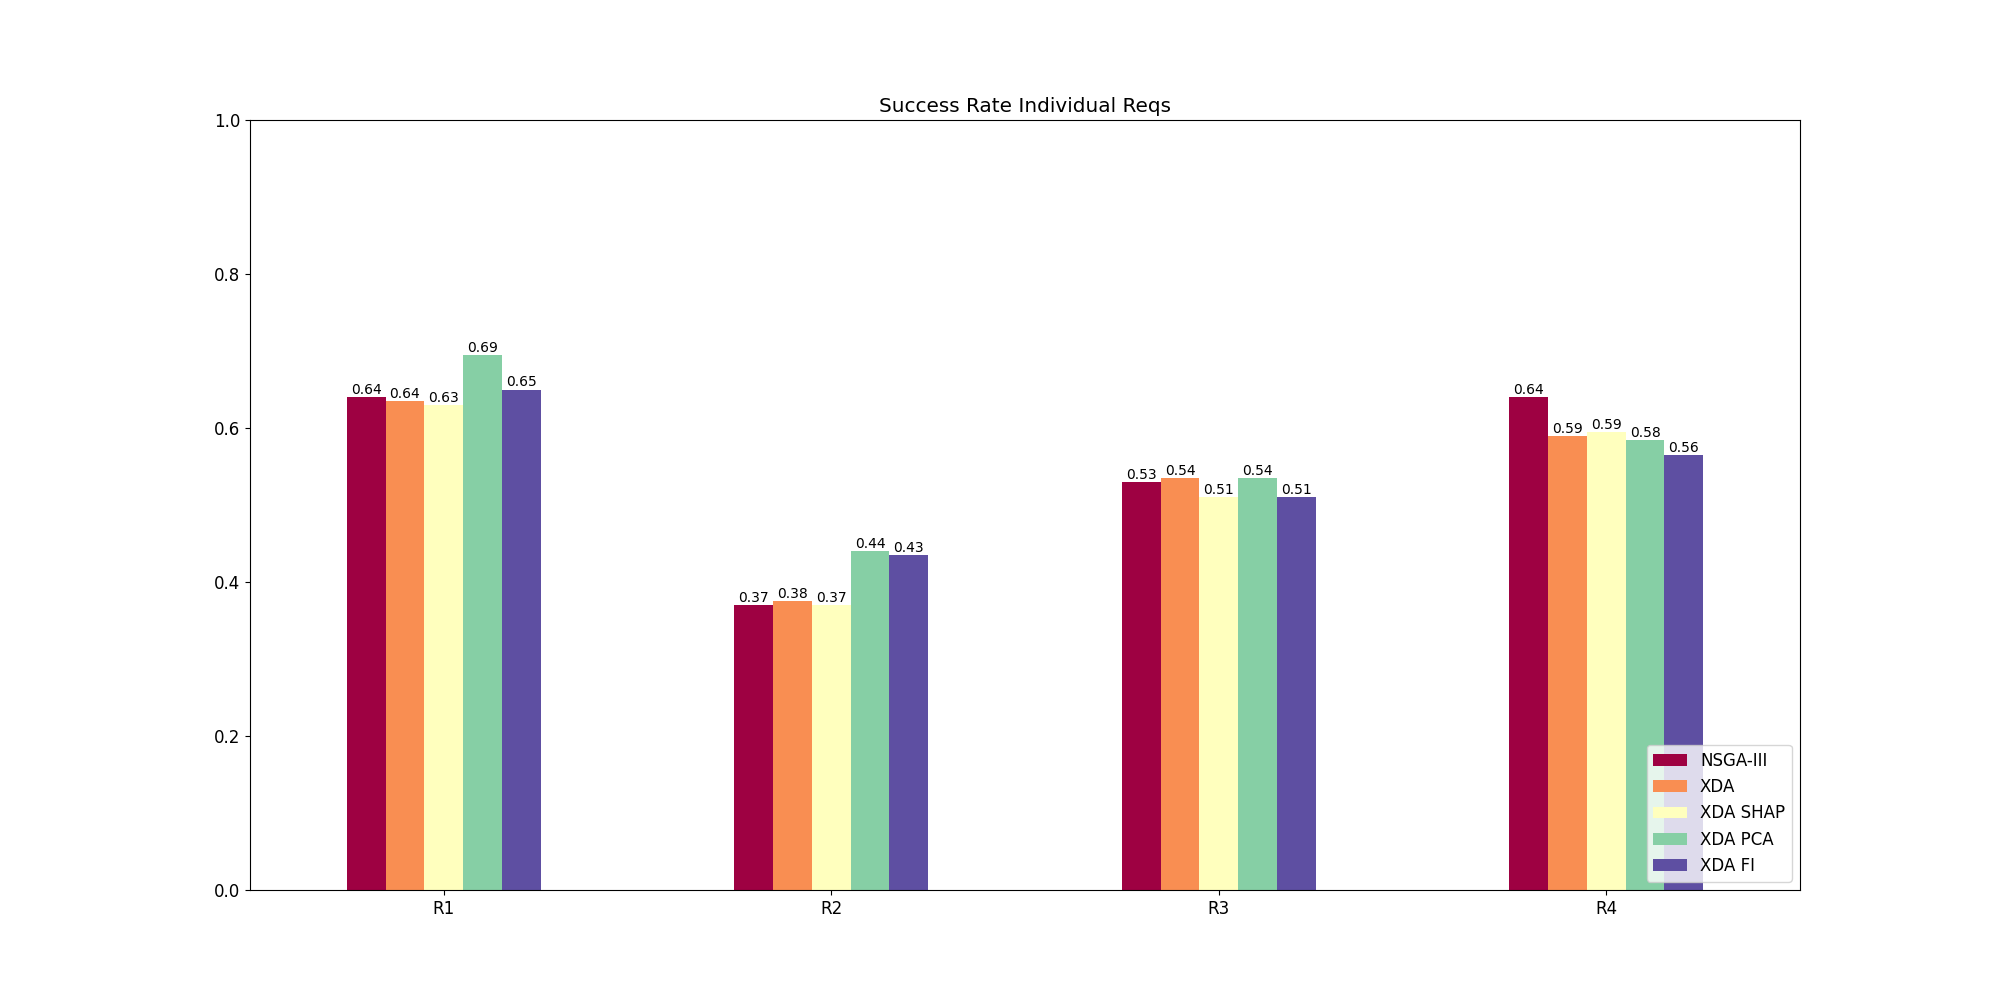 Success Rate Individual Reqs
1.0
0.8
0.6
0.4
0.2
0.0
0.64 0.64 0.63 0.69 0.65
0.37 0.38 0.37 0.44 0.43
0.53 0.54 0.51 0.54 0.51
0.64 0.59 0.59 0.58 0.56
R1 R2 R3 R4
NSGA-III
XDA
XDA SHAP
XDA PCA
XDA FI